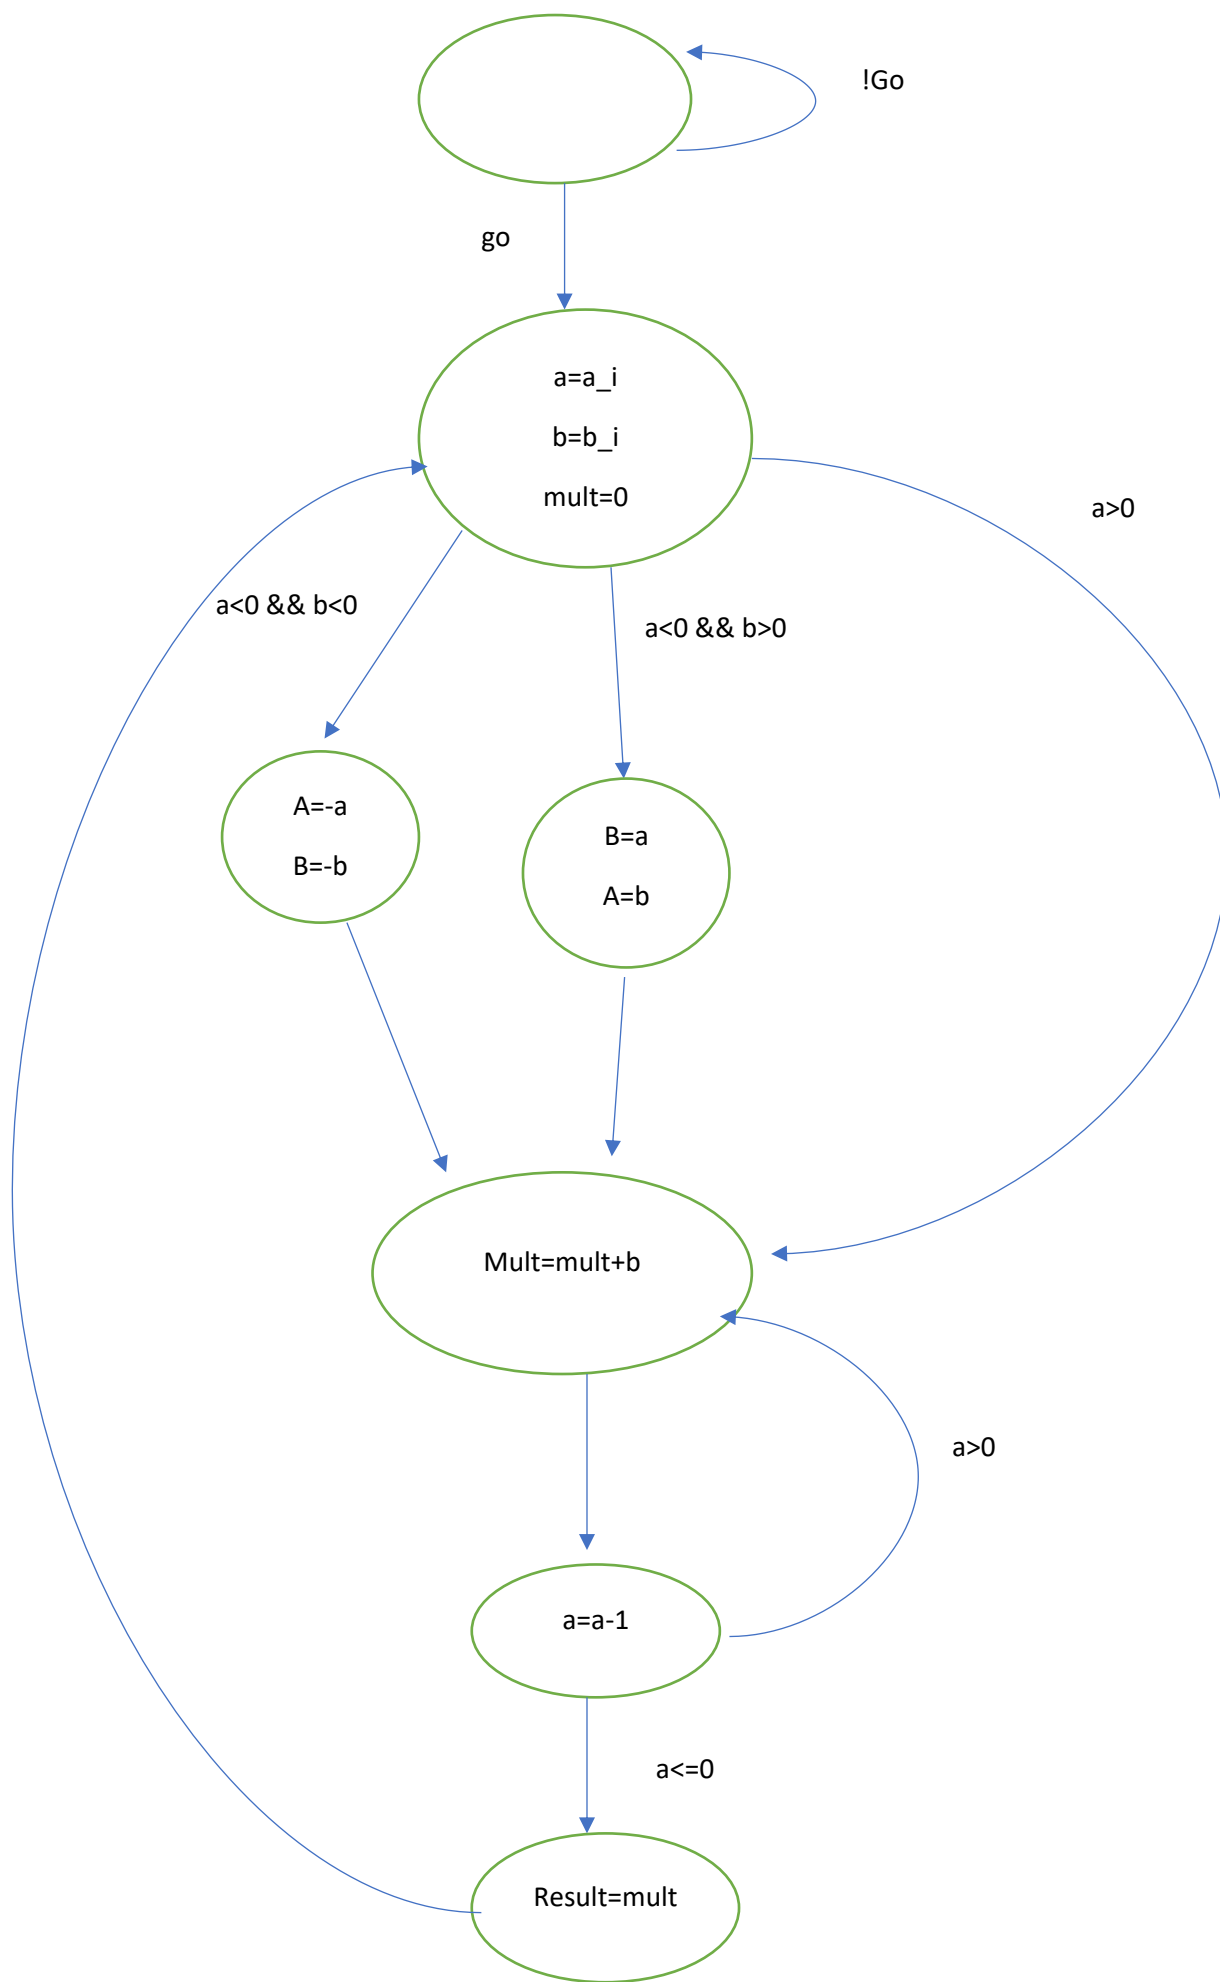 !Go
go
a=a_i
b=b_i
mult=0
a>0
a<0 && b<0
a<0 && b>0
A=-a
B=-b
B=a
A=b
Mult=mult+b
a>0
a=a-1
a<=0
Result=mult